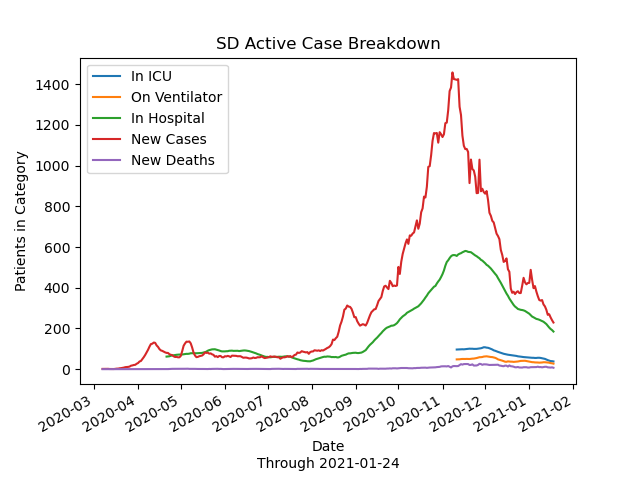 SD Active Case Breakdown
In ICU
On Ventilator
In Hospital
New Cases
New Deaths
Patients in Category
1400
1200
1000
800
600
400
200
0
2020-03
2020-04
2020-05
2020-06
2020-07
2020-08
2020-09
2020-10
2020-11
2020-12
2021-01
2021-02
Date
Through 2021-01-24